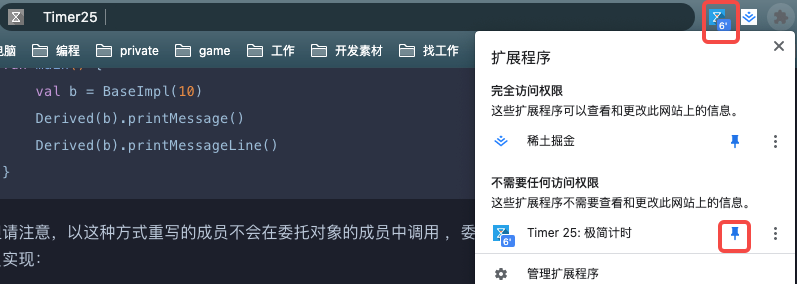 Timer25
6'
电脑 编程 private game 工作 开发素材 找工作
val b = BaseImpl(10)
Derived(b).printMessage()
Derived(b).printMessageLine()
}
请注意，以这种方式重写的成员不会在委托对象的成员中调用 ，委
实现：
扩展程序
完全访问权限
这些扩展程序可以查看和更改此网站上的信息。
稀土掘金
不需要任何访问权限
这些扩展程序不需要查看和更改此网站上的信息。
6'
Timer 25: 极简计时
管理扩展程序